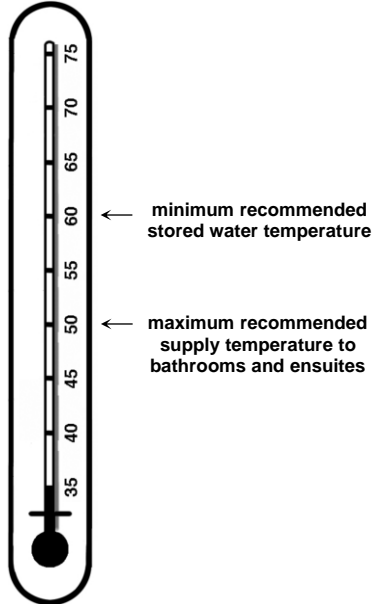 75
70
65
60
← minimum recommended
stored water temperature
55
50
← maximum recommended
supply temperature to
bathrooms and ensuites
45
40
35